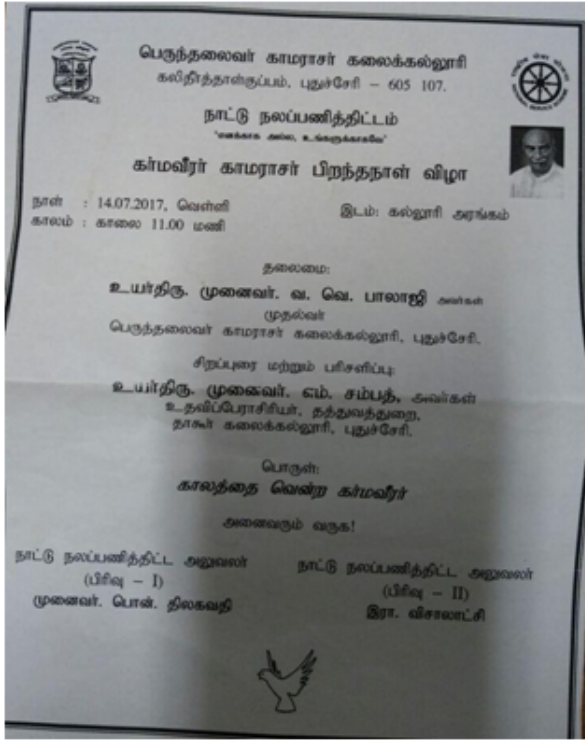 பெருந்தலைவர் காமராசர் கலைக்கல்லூரி
கலிதீர்த்தாள்குப்பம், புதுச்சேரி – 605 107.
நாட்டு நலப்பணித்திட்டம்
"எனக்காக அல்ல, உங்களுக்காகவே"
கர்மவீரர் காமராசர் பிறந்தநாள் விழா
நாள் : 14.07.2017, வெள்ளி
இடம்: கல்லூரி அரங்கம்
காலம் : காலை 11.00 மணி
தலைமை:
உயர்திரு. முனைவர். வ. வெ. பாலாஜி அவர்கள்
முதல்வர்
பெருந்தலைவர் காமராசர் கலைக்கல்லூரி, புதுச்சேரி.
சிறப்புரை மற்றும் பரிசளிப்பு:
உயர்திரு. முனைவர். எம். சம்பத், அவர்கள்
உதவிப்பேராசிரியர், தத்துவத்துறை,
தாகூர் கலைக்கல்லூரி, புதுச்சேரி.
பொருள்:
காலத்தை வென்ற கர்மவீரர்
அனைவரும் வருக!
நாட்டு நலப்பணித்திட்ட அலுவலர்
(பிரிவு – I)
முனைவர். பொன். திலகவதி
நாட்டு நலப்பணித்திட்ட அலுவலர்
(பிரிவு – II)
இரா. விசாலாட்சி